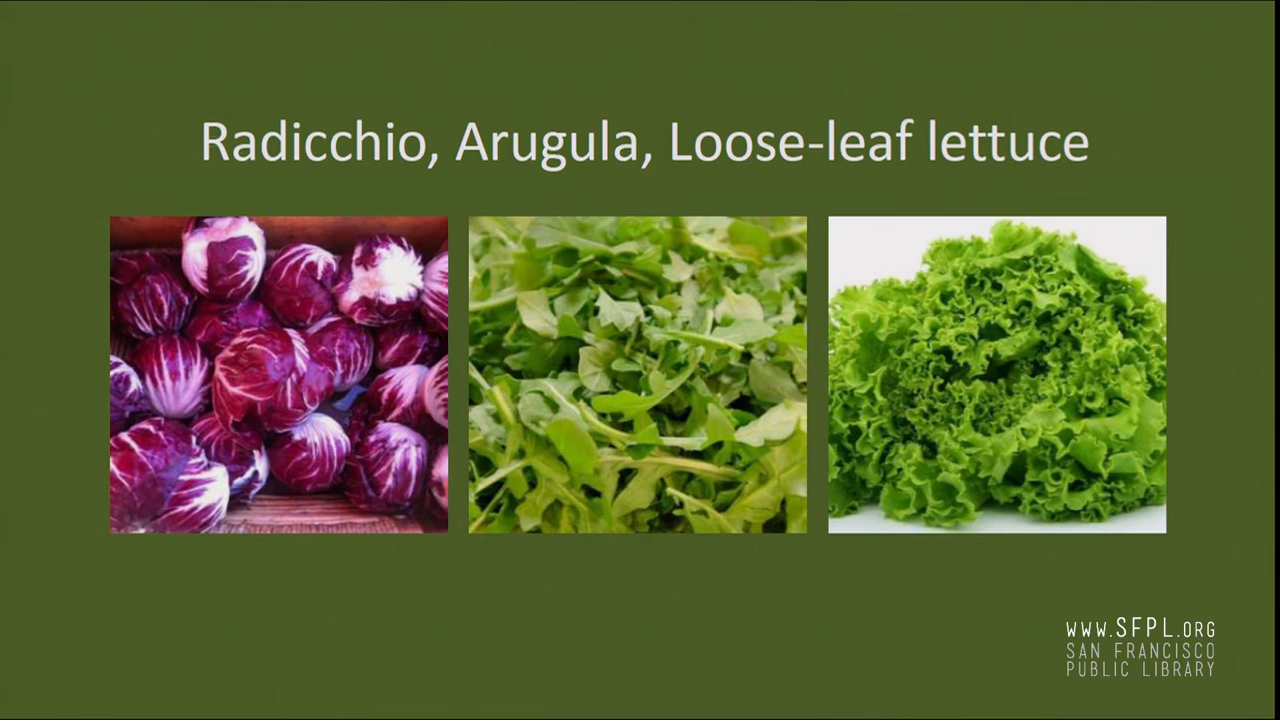 Radicchio, Arugula, Loose-leaf lettuce
WWW.SFPL.ORG
SAN FRANCISCO
PUBLIC LIBRARY